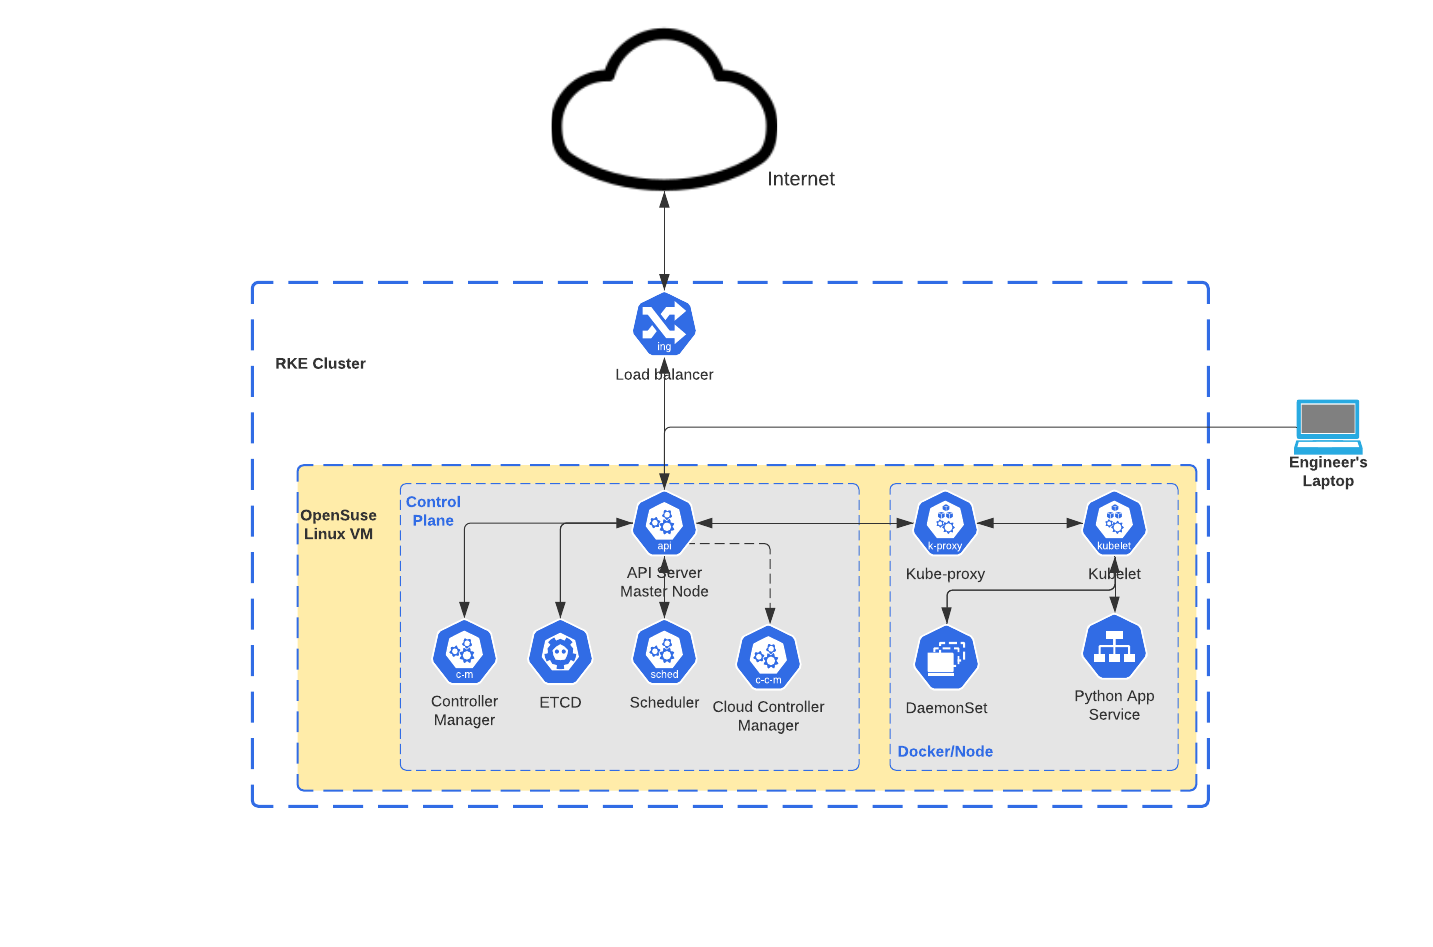 Internet
ing
Load balancer
RKE Cluster
Engineer's
Laptop
OpenSuse
Linux VM
Control
Plane
api
API Server
Master Node
k-proxy
Kube-proxy
kubelet
Kubelet
c-m
Controller
Manager
ETCD
sched
Scheduler
c-c-m
Cloud Controller
Manager
DaemonSet
Python App
Service
Docker/Node